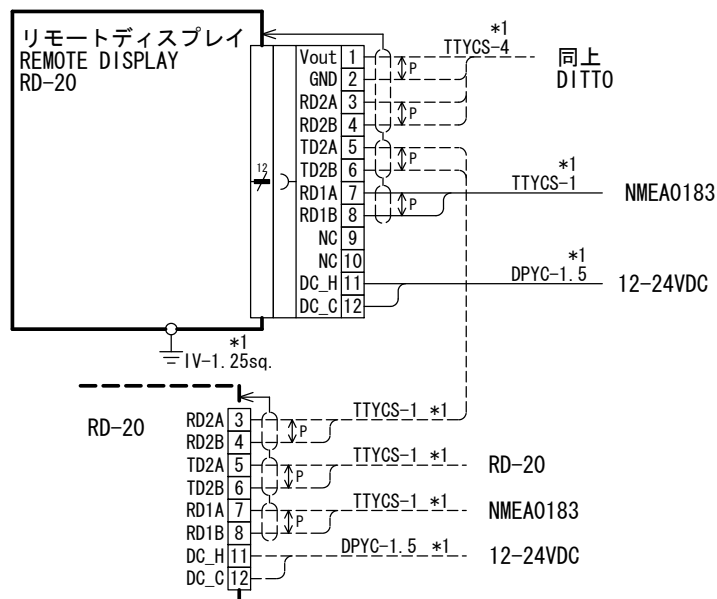 リモートディスプレイ
REMOTE DISPLAY
RD-20
*1
TTYCS-4
同上
DITTO
Vout 1
GND 2
P
RD2A 3
RD2B 4
P
TD2A 5
TD2B 6
P
12
RD1A 7
RD1B 8
P
*1
TTYCS-1
NMEA0183
NC 9
NC 10
DC_H 11
DC_C 12
*1
DPYC-1.5
12-24VDC
*1
IV-1.25sq.
RD-20
RD2A 3
RD2B 4
P
TTYCS-1 *1
TD2A 5
TD2B 6
P
TTYCS-1 *1
RD-20
RD1A 7
RD1B 8
P
TTYCS-1 *1
NMEA0183
DC_H 11
DC_C 12
DPYC-1.5 *1
12-24VDC